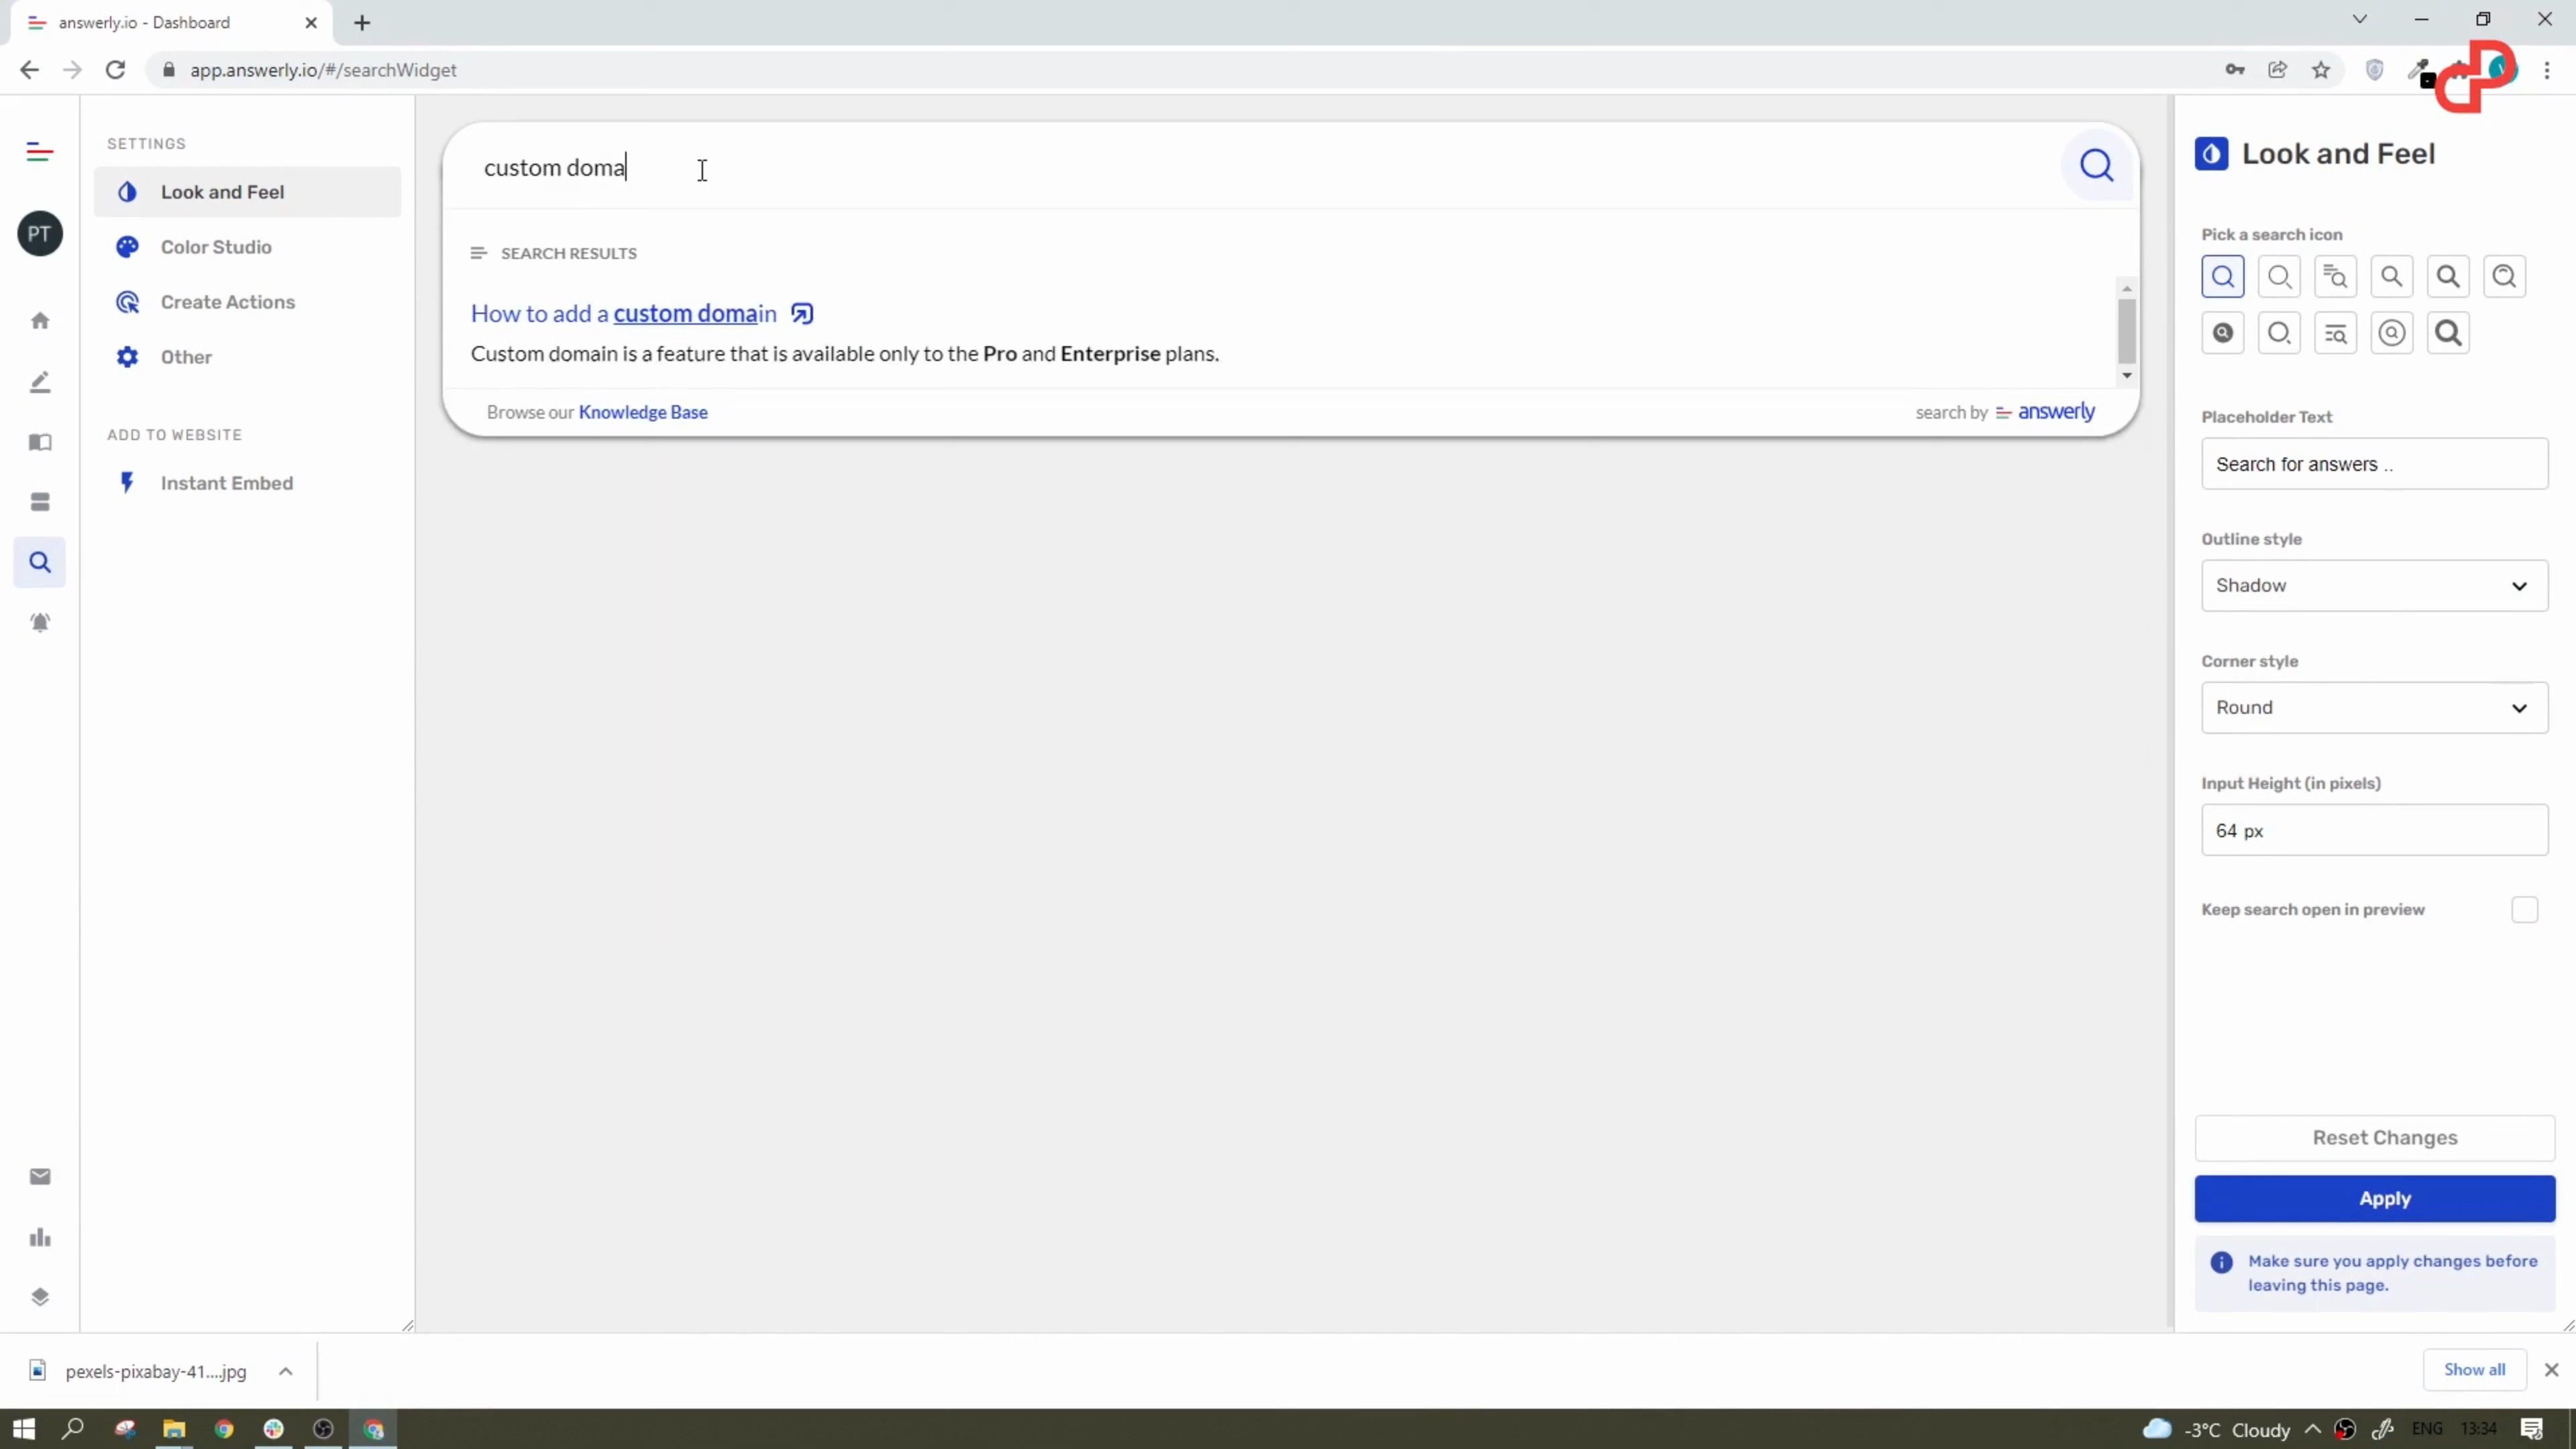 answerly.io - Dashboard
app.answerly.io/#/searchWidget
PT
SETTINGS
Look and Feel
Color Studio
Create Actions
Other
ADD TO WEBSITE
Instant Embed
custom doma
SEARCH RESULTS
How to add a custom domain
Custom domain is a feature that is available only to the Pro and Enterprise plans.
Browse our Knowledge Base
search by answerly
Look and Feel
Pick a search icon
Placeholder Text
Search for answers ..
Outline style
Shadow
Corner style
Round
Input Height (in pixels)
64 px
Keep search open in preview
Reset Changes
Apply
Make sure you apply changes before
leaving this page.
pexels-pixabay-41....jpg
Show all
-3°C Cloudy
ENG
13:34